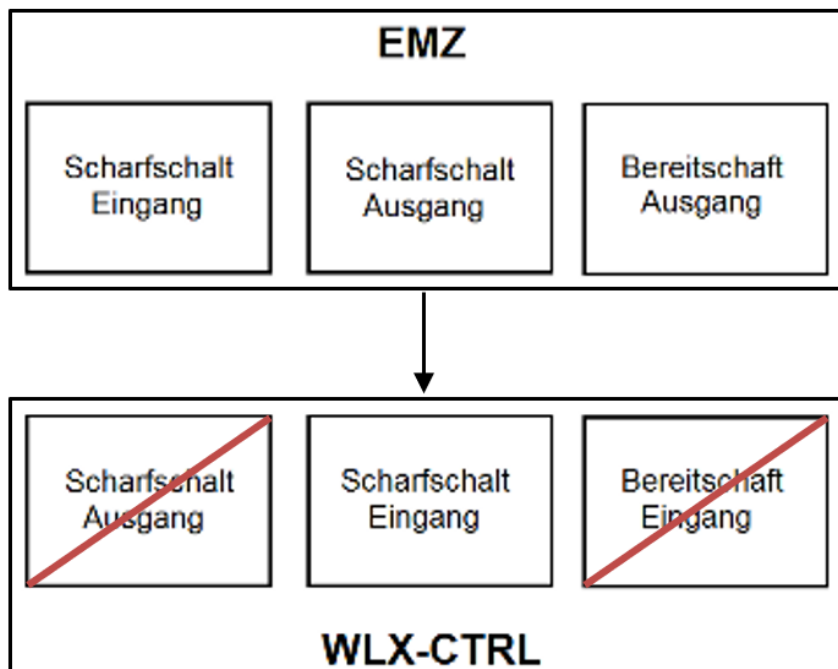 EMZ
Scharfschalt
Eingang
Scharfschalt
Ausgang
Bereitschaft
Ausgang
Scharfschalt
Ausgang
Scharfschalt
Eingang
Bereitschaft
Eingang
WLX-CTRL